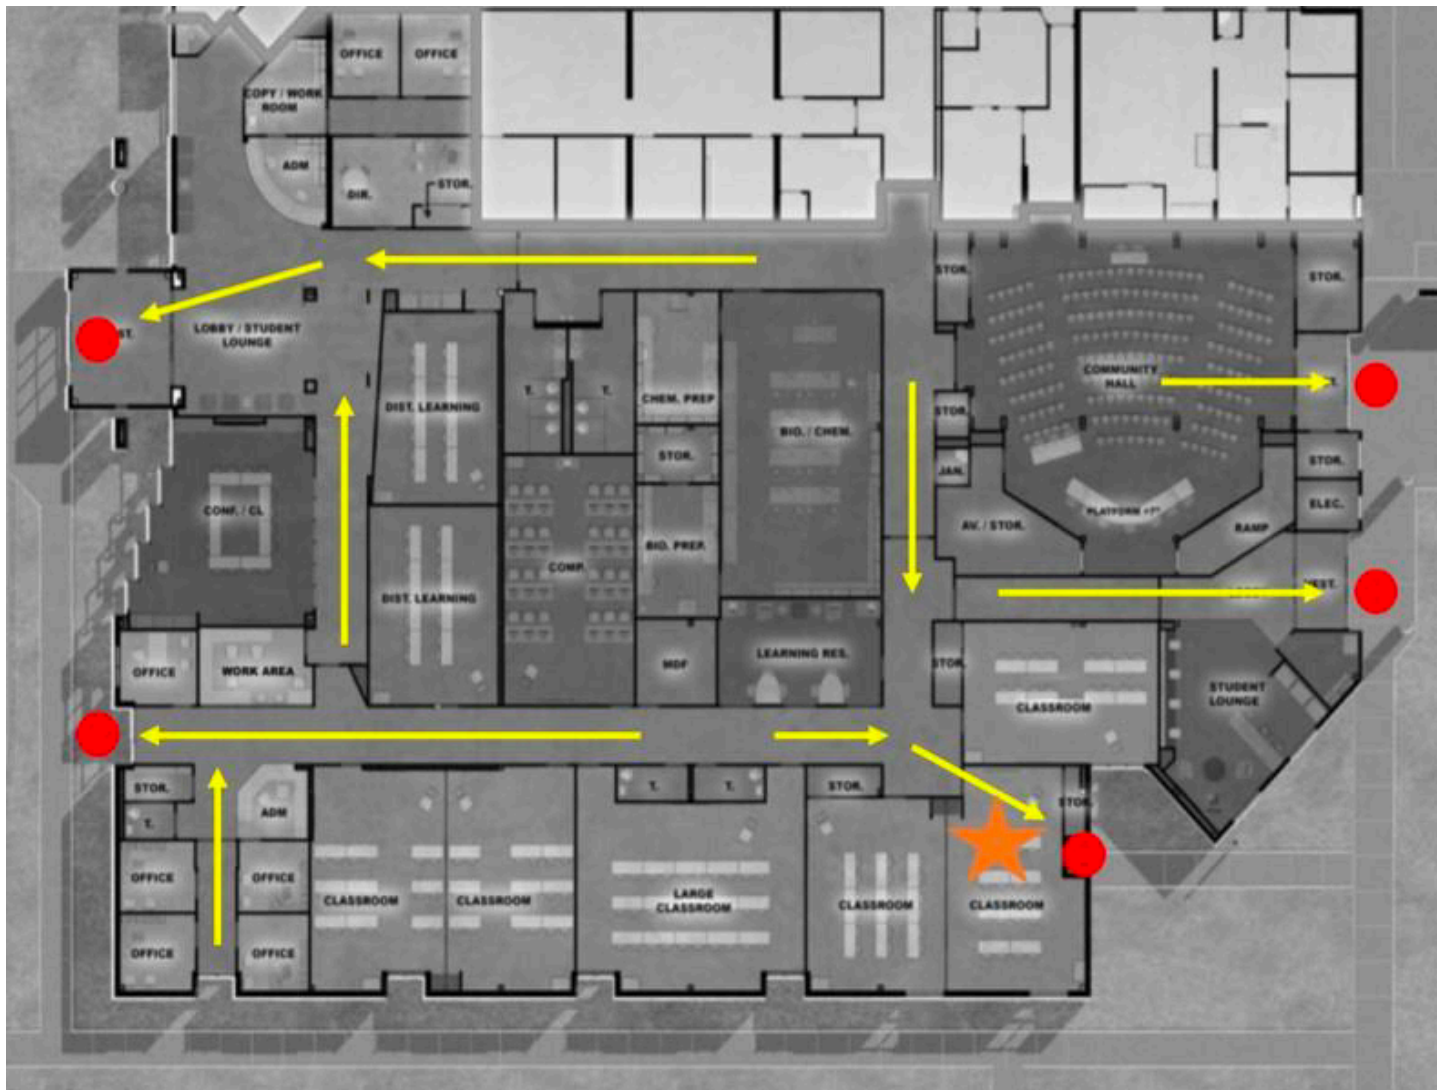 OFFICE
OFFICE
COPY / WORK
ROOM
ADM
DIR.
STOR.
STOR.
STOR.
LOBBY / STUDENT
LOUNGE
COMMUNITY
HALL
DIST. LEARNING
T.
T.
CHEM. PREP
STOR.
BIO. / CHEM.
STOR.
JAN.
STOR.
ELEC.
CONF. / CL
PLATFORM
AV. / STOR.
RAMP
BIO. PREP.
COMP.
DIST. LEARNING
VEST.
LEARNING RES.
MDF
STOR.
OFFICE
WORK AREA
STUDENT
LOUNGE
CLASSROOM
STOR.
T.
T.
STOR.
STOR.
ADM
T.
OFFICE
OFFICE
CLASSROOM
CLASSROOM
LARGE
CLASSROOM
CLASSROOM
CLASSROOM
OFFICE
OFFICE